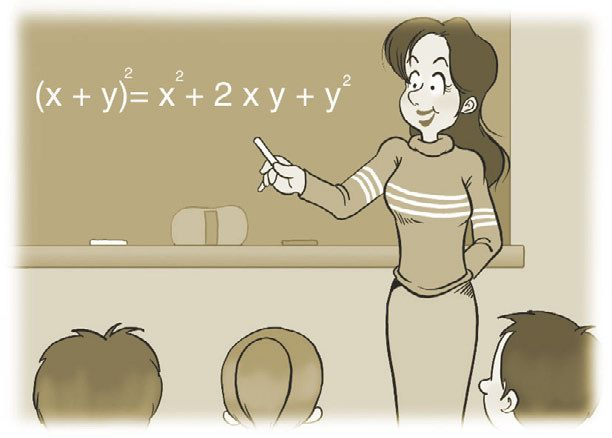 (x + y)²= x² + 2 x y + y²